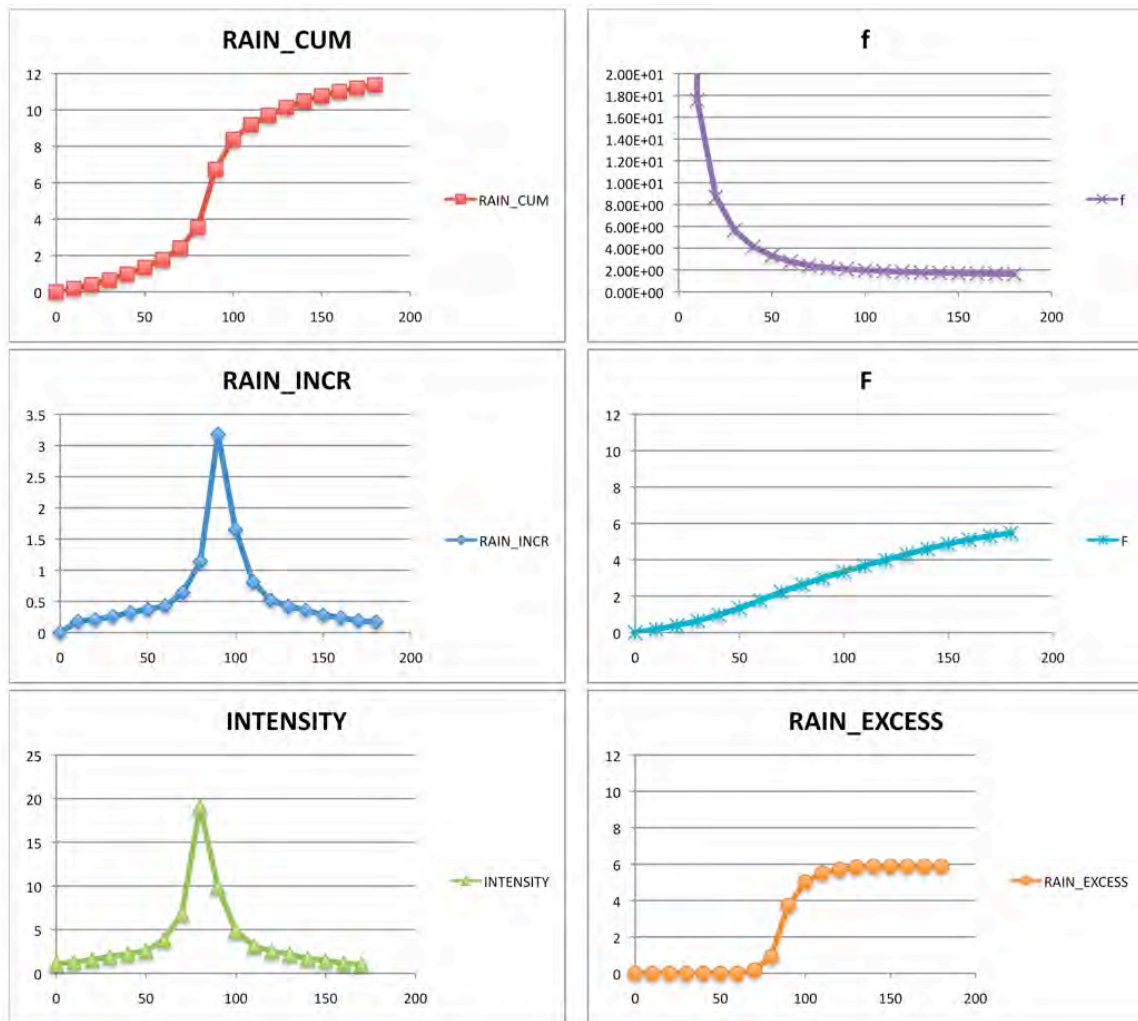 RAIN_CUM
12
10
8
6
4
2
0
0 50 100 150 200
RAIN_CUM
f
2.00E+01
1.80E+01
1.60E+01
1.40E+01
1.20E+01
1.00E+01
8.00E+00
6.00E+00
4.00E+00
2.00E+00
0.00E+00
0 50 100 150 200
f
RAIN_INCR
3.5
3
2.5
2
1.5
1
0.5
0
0 50 100 150 200
RAIN_INCR
F
12
10
8
6
4
2
0
0 50 100 150 200
F
INTENSITY
25
20
15
10
5
0
0 50 100 150 200
INTENSITY
RAIN_EXCESS
12
10
8
6
4
2
0
0 50 100 150 200
RAIN_EXCESS